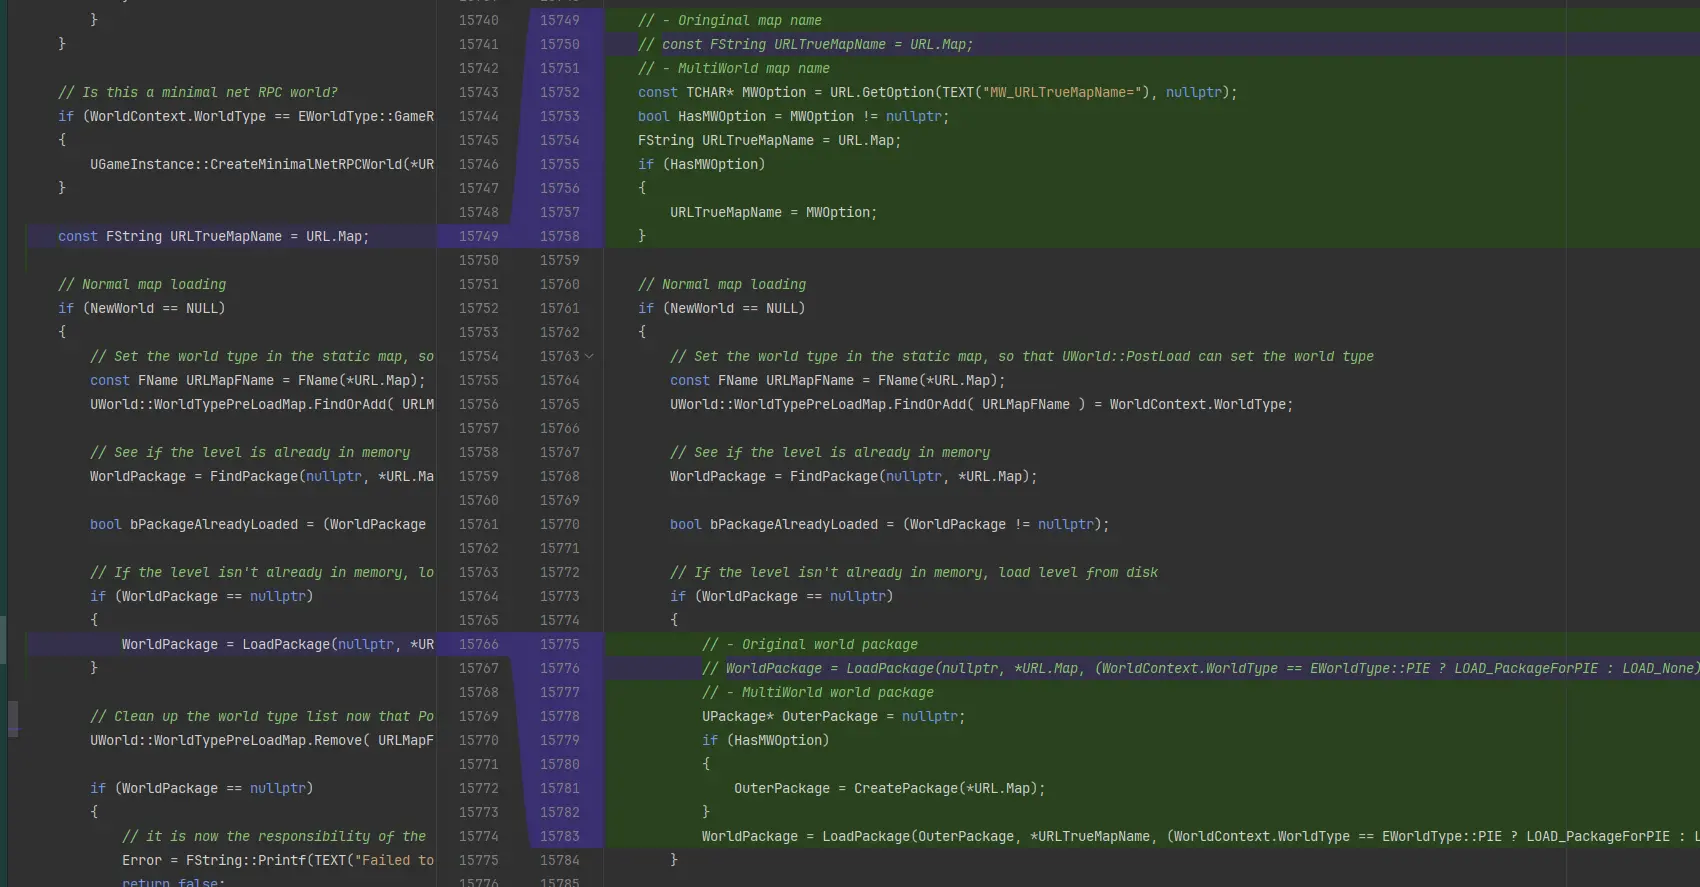 }
}
// Is this a minimal net RPC world?
if (WorldContext.WorldType == EWorldType::GameR
{
UGameInstance::CreateMinimalNetRPCWorld(*UR
}
const FString URLTrueMapName = URL.Map;
// Normal map loading
if (NewWorld == NULL)
{
// Set the world type in the static map, so
const FName URLMapFName = FName(*URL.Map);
UWorld::WorldTypePreLoadMap.FindOrAdd( URLM
// See if the level is already in memory
WorldPackage = FindPackage(nullptr, *URL.Ma
bool bPackageAlreadyLoaded = (WorldPackage
// If the level isn't already in memory, lo
if (WorldPackage == nullptr)
{
WorldPackage = LoadPackage(nullptr, *UR
}
// Clean up the world type list now that Po
UWorld::WorldTypePreLoadMap.Remove( URLMapF
if (WorldPackage == nullptr)
{
// it is now the responsibility of the
Error = FString::Printf(TEXT("Failed to
return false;
15740 15749
15741 15750
15742 15751
15743 15752
15744 15753
15745 15754
15746 15755
15747 15756
15748 15757
15749 15758
15750 15759
15751 15760
15752 15761
15753 15762
15754 15763
15755 15764
15756 15765
15757 15766
15758 15767
15759 15768
15760 15769
15761 15770
15762 15771
15763 15772
15764 15773
15765 15774
15766 15775
15767 15776
15768 15777
15769 15778
15770 15779
15771 15780
15772 15781
15773 15782
15774 15783
15775 15784
15776 15785
// - Oringinal map name
// const FString URLTrueMapName = URL.Map;
// - MultiWorld map name
const TCHAR* MWOption = URL.GetOption(TEXT("MW_URLTrueMapName="), nullptr);
bool HasMWOption = MWOption != nullptr;
FString URLTrueMapName = URL.Map;
if (HasMWOption)
{
URLTrueMapName = MWOption;
}
// Normal map loading
if (NewWorld == NULL)
{
// Set the world type in the static map, so that UWorld::PostLoad can set the world type
const FName URLMapFName = FName(*URL.Map);
UWorld::WorldTypePreLoadMap.FindOrAdd( URLMapFName ) = WorldContext.WorldType;
// See if the level is already in memory
WorldPackage = FindPackage(nullptr, *URL.Map);
bool bPackageAlreadyLoaded = (WorldPackage != nullptr);
// If the level isn't already in memory, load level from disk
if (WorldPackage == nullptr)
{
// - Original world package
// WorldPackage = LoadPackage(nullptr, *URL.Map, (WorldContext.WorldType == EWorldType::PIE ? LOAD_PackageForPIE : LOAD_None)
// - MultiWorld world package
UPackage* OuterPackage = nullptr;
if (HasMWOption)
{
OuterPackage = CreatePackage(*URL.Map);
}
WorldPackage = LoadPackage(OuterPackage, *URLTrueMapName, (WorldContext.WorldType == EWorldType::PIE ? LOAD_PackageForPIE : L
}